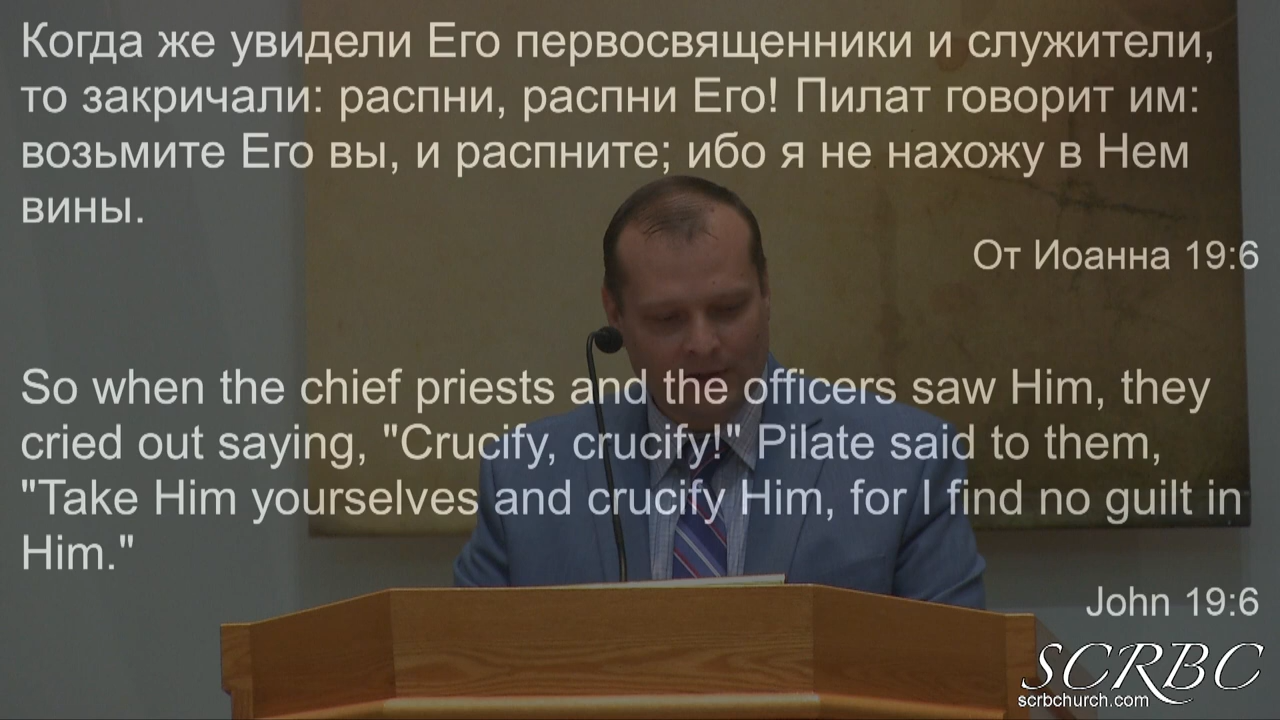 Когда же увидели Его первосвященники и служители,
то закричали: распни, распни Его! Пилат говорит им:
возьмите Его вы, и распните; ибо я не нахожу в Нем
вины.
От Иоанна 19:6
So when the chief priests and the officers saw Him, they
cried out saying, "Crucify, crucify!" Pilate said to them,
"Take Him yourselves and crucify Him, for I find no guilt in
Him."
John 19:6
SCRBC
scrbchurch.com